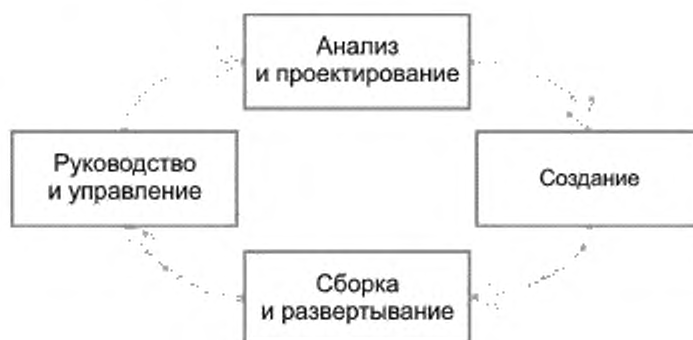 Анализ
и проектирование
Руководство
и управление
Создание
Сборка
и развертывание